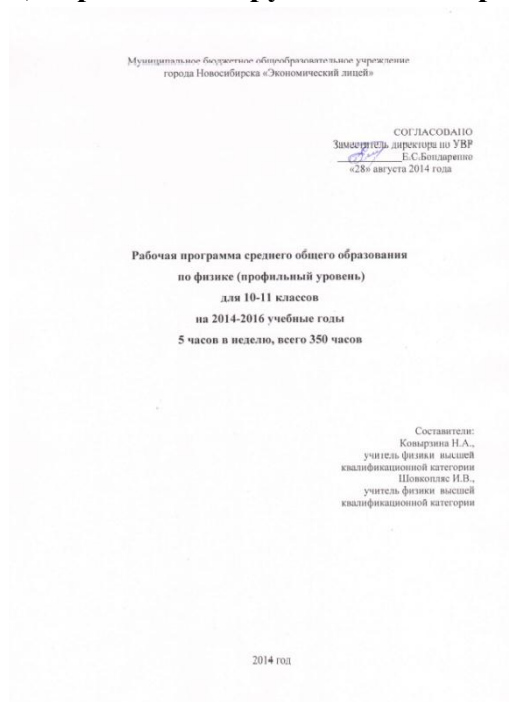 Муниципальное бюджетное общеобразовательное учреждение
города Новосибирска «Экономический лицей»
СОГЛАСОВАНО
Заместитель директора по УВР
Е.С.Бондаренко
«28» августа 2014 года
Рабочая программа среднего общего образования
по физике (профильный уровень)
для 10-11 классов
на 2014-2016 учебные годы
5 часов в неделю, всего 350 часов
Составители:
Ковырзина Н.А.,
учитель физики высшей
квалификационной категории
Шовкопляс И.В.,
учитель физики высшей
квалификационной категории
2014 год